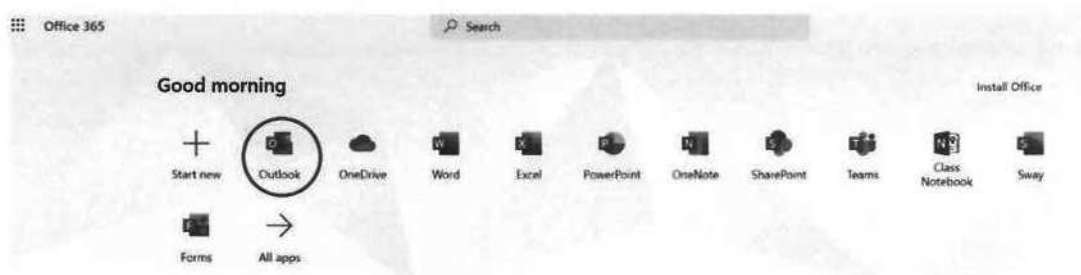 Office 365
Search
Good morning
Install Office
Start new
Outlook
OneDrive
Word
Excel
PowerPoint
OneNote
SharePoint
Teams
Class
Notebook
Sway
Forms
All apps